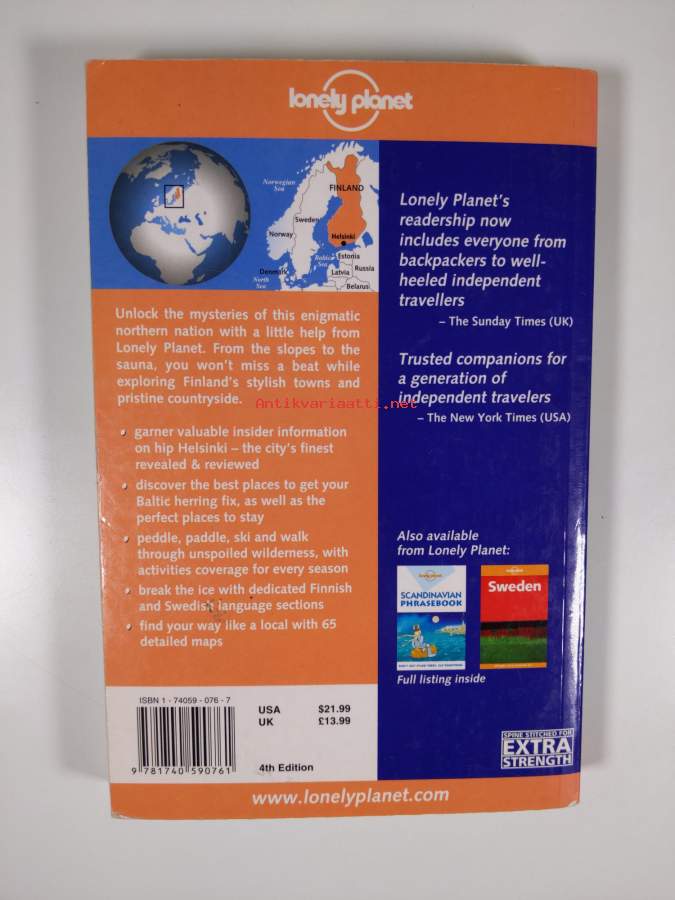 lonely planet
Norwegian
Sea
FINLAND
Sweden
Norway
Helsinki
Baltic
Sea
Estonia
Russia
Denmark
Latvia
North
Sea
Belarus
Unlock the mysteries of this enigmatic
northern nation with a little help from
Lonely Planet. From the slopes to the
sauna, you won't miss a beat while
exploring Finland's stylish towns and
pristine countryside.
• garner valuable insider information
on hip Helsinki – the city's finest
revealed & reviewed
• discover the best places to get your
Baltic herring fix, as well as the
perfect places to stay
• peddle, paddle, ski and walk
through unspoiled wilderness, with
activities coverage for every season
• break the ice with dedicated Finnish
and Swedish language sections
• find your way like a local with 65
detailed maps
Lonely Planet's
readership now
includes everyone from
backpackers to well-
heeled independent
travellers
– The Sunday Times (UK)
Trusted companions for
a generation of
independent travelers
– The New York Times (USA)
Antikvariaatti.net
Also available
from Lonely Planet:
lonely planet
SCANDINAVIAN
PHRASEBOOK
Sweden
Full listing inside
ISBN 1 - 74059 - 076 - 7
9 781740 590761
USA $21.99
UK £13.99
4th Edition
SPINE STITCHED FOR
EXTRA
STRENGTH
www.lonelyplanet.com